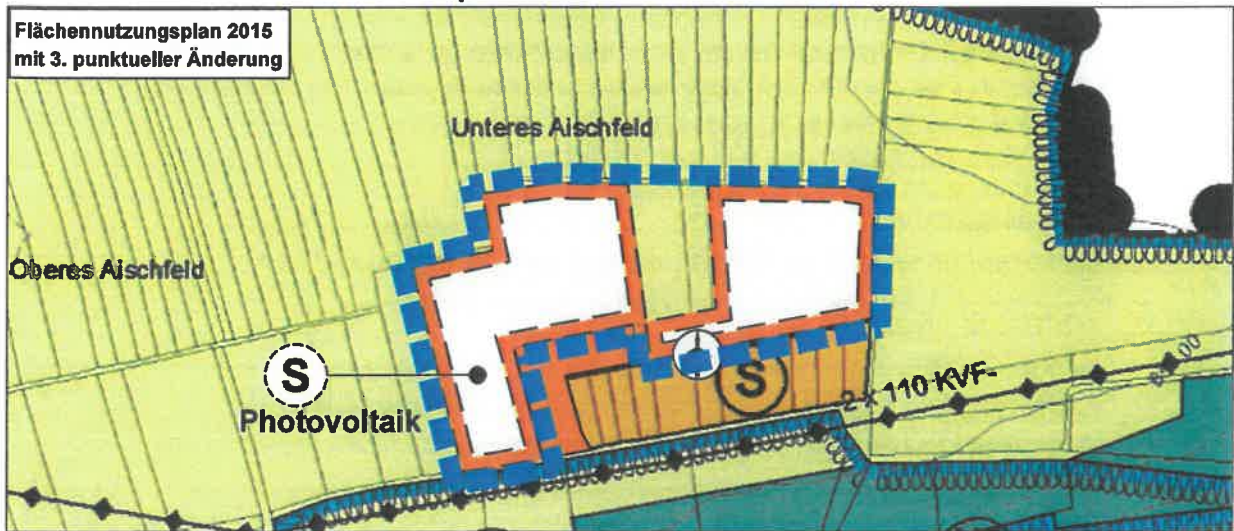 Flächennutzungsplan 2015
mit 3. punktueller Änderung
Unteres Aischfeld
Oberes Aischfeld
S
Photovoltaik
S
2 x 110 KVF-